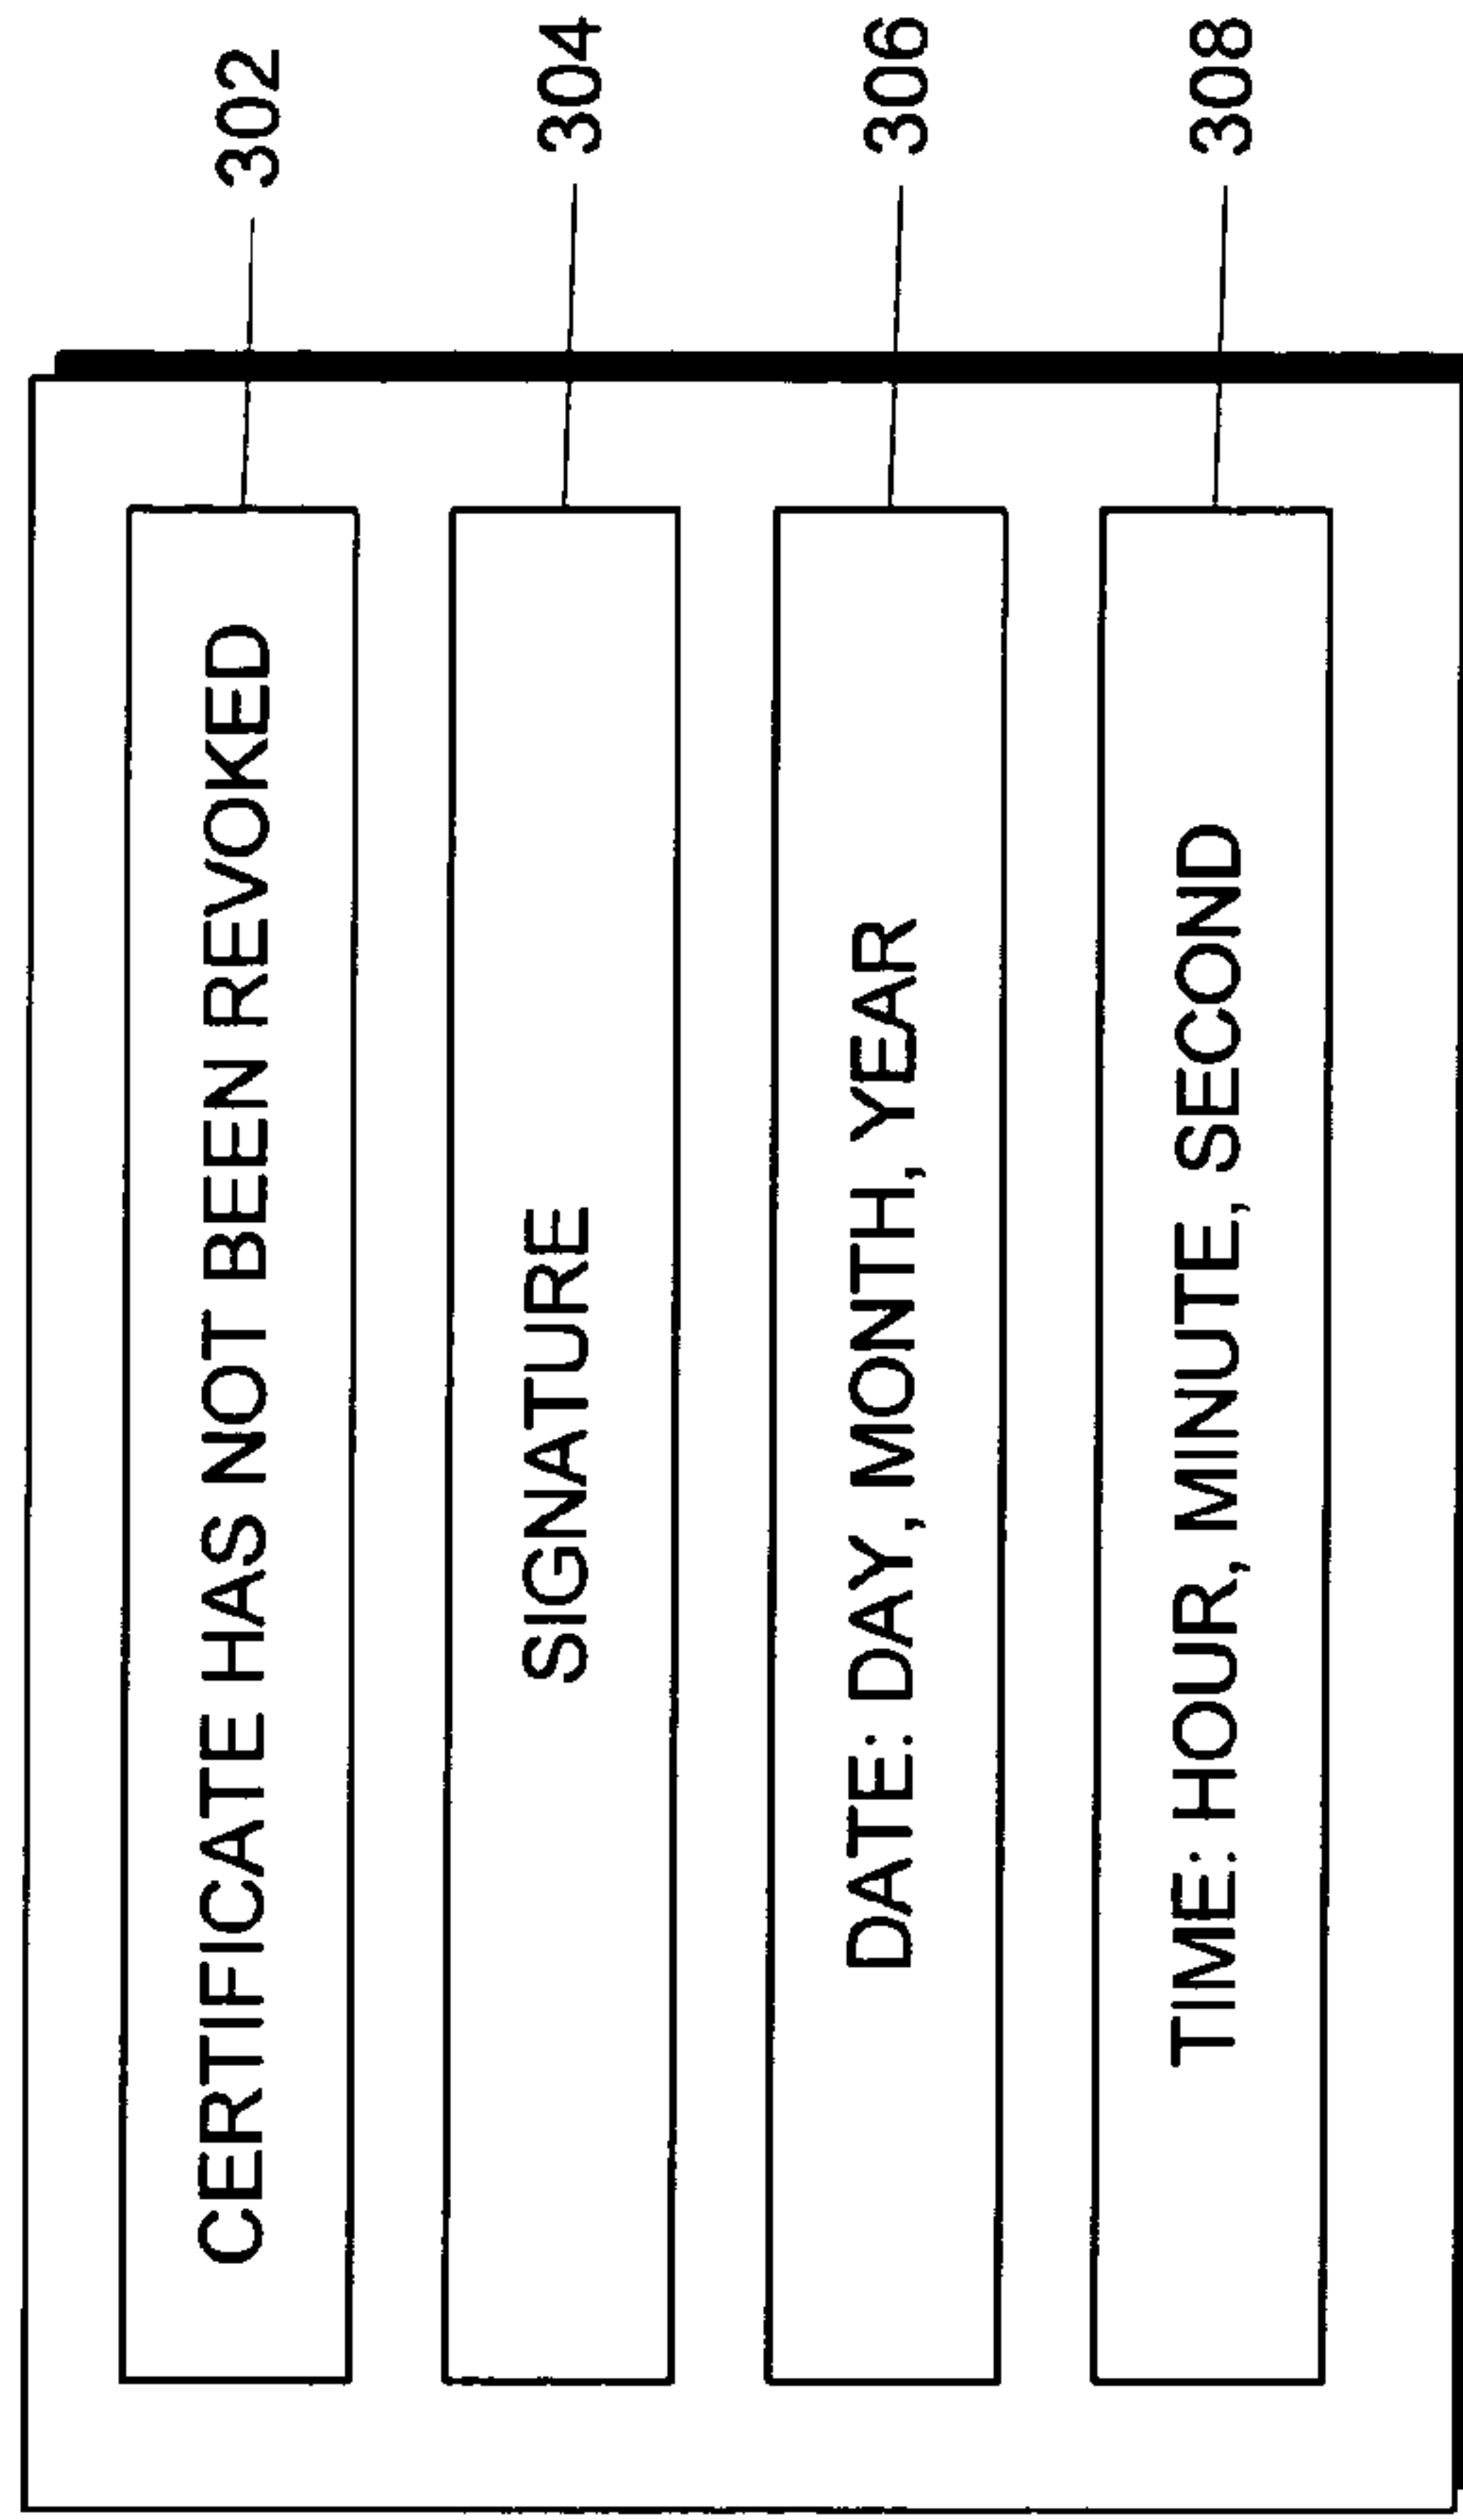 CERTIFICATE HAS NOT BEEN REVOKED 302
SIGNATURE 304
DATE: DAY, MONTH, YEAR 306
TIME: HOUR, MINUTE, SECOND 308